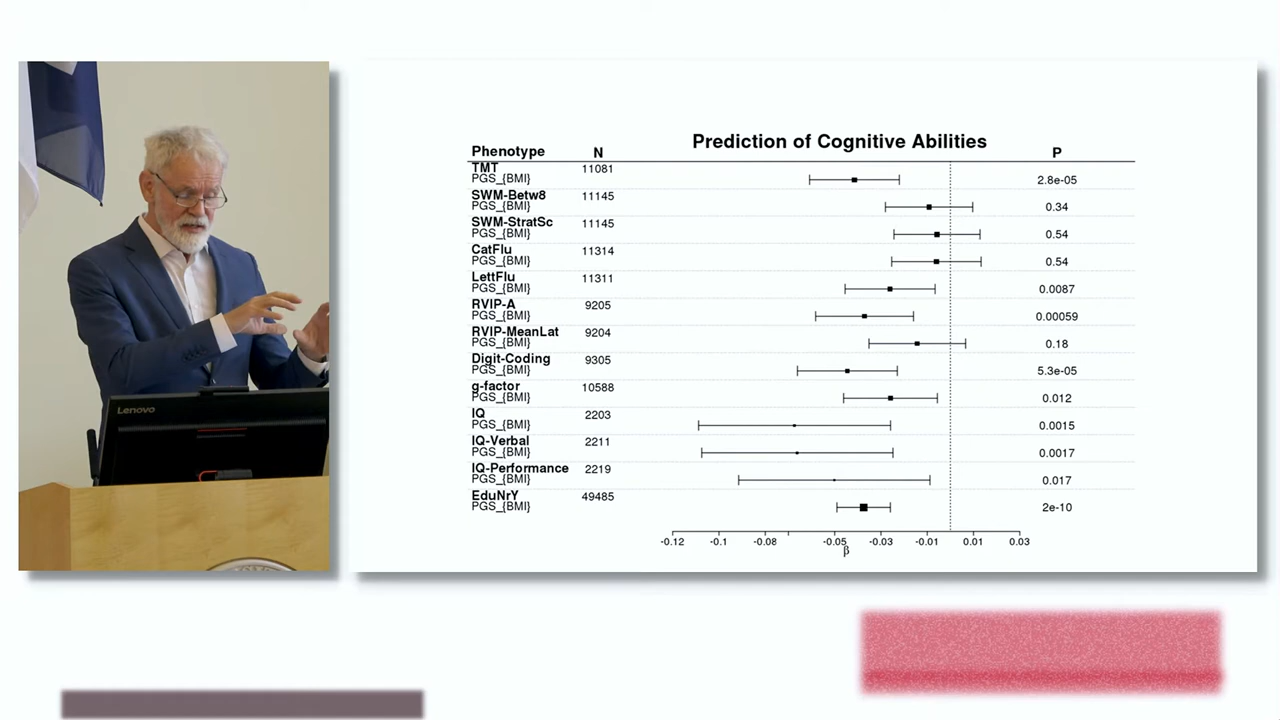 Prediction of Cognitive Abilities
Phenotype N P
TMT 11081
PGS_{BMI} 2.8e-05
SWM-Betw8 11145
PGS_{BMI} 0.34
SWM-StratSc 11145
PGS_{BMI} 0.54
CatFlu 11314
PGS_{BMI} 0.54
LettFlu 11311
PGS_{BMI} 0.0087
RVIP-A 9205
PGS_{BMI} 0.00059
RVIP-MeanLat 9204
PGS_{BMI} 0.18
Digit-Coding 9305
PGS_{BMI} 5.3e-05
g-factor 10588
PGS_{BMI} 0.012
IQ 2203
PGS_{BMI} 0.0015
IQ-Verbal 2211
PGS_{BMI} 0.0017
IQ-Performance 2219
PGS_{BMI} 0.017
EduNrY 49485
PGS_{BMI} 2e-10
-0.12 -0.1 -0.08 -0.05 -0.03 -0.01 0.01 0.03
β
Lenovo